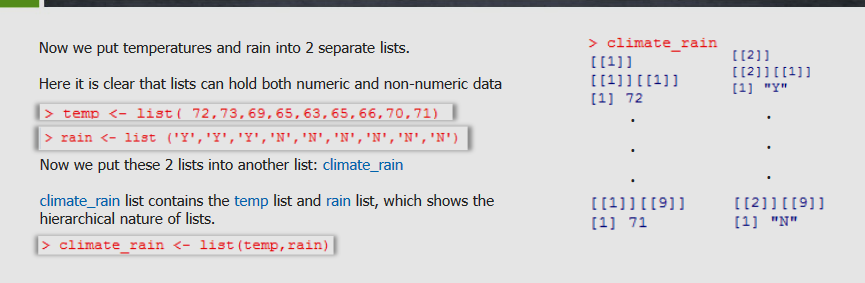 Now we put temperatures and rain into 2 separate lists.
Here it is clear that lists can hold both numeric and non-numeric data
> temp <- list( 72,73,69,65,63,65,66,70,71)
> rain <- list ('Y','Y','Y','N','N','N','N','N','N')
Now we put these 2 lists into another list: climate_rain
climate_rain list contains the temp list and rain list, which shows the
hierarchical nature of lists.
> climate_rain <- list(temp,rain)
> climate_rain
[[1]]
[[1]][[1]]
[1] 72
.
.
.
[[1]][[9]]
[1] 71
[[2]]
[[2]][[1]]
[1] "Y"
.
.
.
[[2]][[9]]
[1] "N"